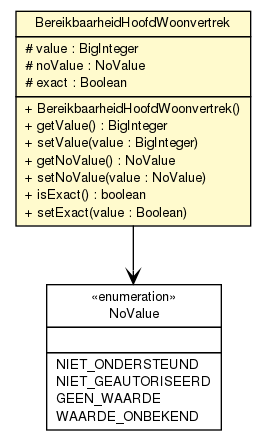 BereikbaarheidHoofdWoonvertrek
# value : BigInteger
# noValue : NoValue
# exact : Boolean
+ BereikbaarheidHoofdWoonvertrek()
+ getValue() : BigInteger
+ setValue(value : BigInteger)
+ getNoValue() : NoValue
+ setNoValue(value : NoValue)
+ isExact() : boolean
+ setExact(value : Boolean)
«enumeration»
NoValue
NIET_ONDERSTEUND
NIET_GEAUTORISEERD
GEEN_WAARDE
WAARDE_ONBEKEND